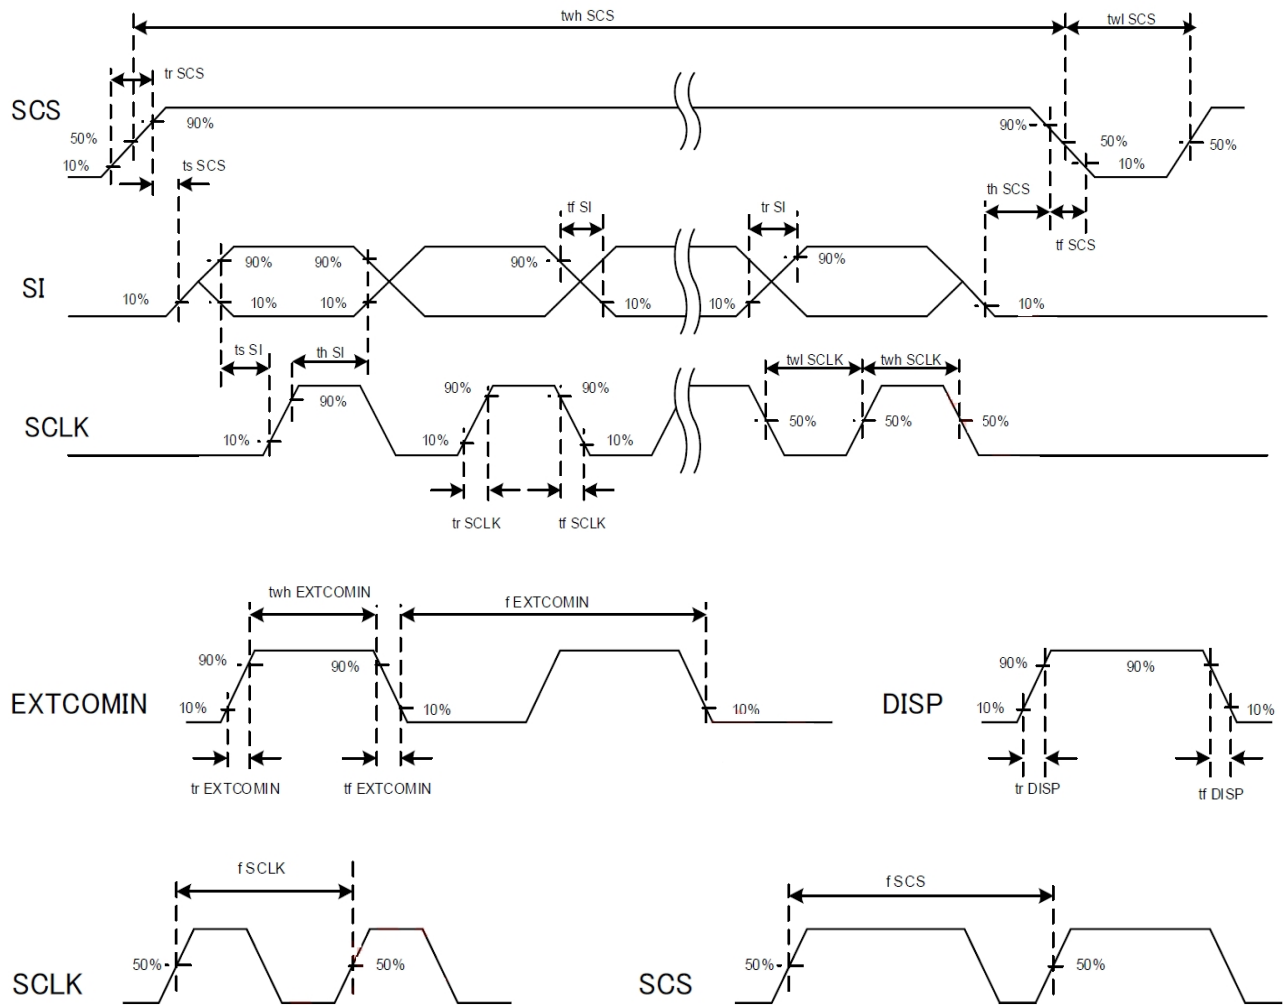 twh SCS
twl SCS
tr SCS
SCS
90%
90%
50%
50%
50%
10%
10%
ts SCS
th SCS
tf SI
tr SI
tf SCS
SI
90%
90%
90%
90%
10%
10%
10%
10%
10%
10%
ts SI
th SI
twl SCLK
twh SCLK
90%
90%
90%
SCLK
50%
50%
50%
10%
10%
10%
tr SCLK
tf SCLK
twh EXTCOMIN
f EXTCOMIN
90%
90%
90%
90%
EXTCOMIN
DISP
10%
10%
10%
10%
10%
tr EXTCOMIN
tf EXTCOMIN
tr DISP
tf DISP
f SCLK
f SCS
50%
50%
50%
50%
SCLK
SCS